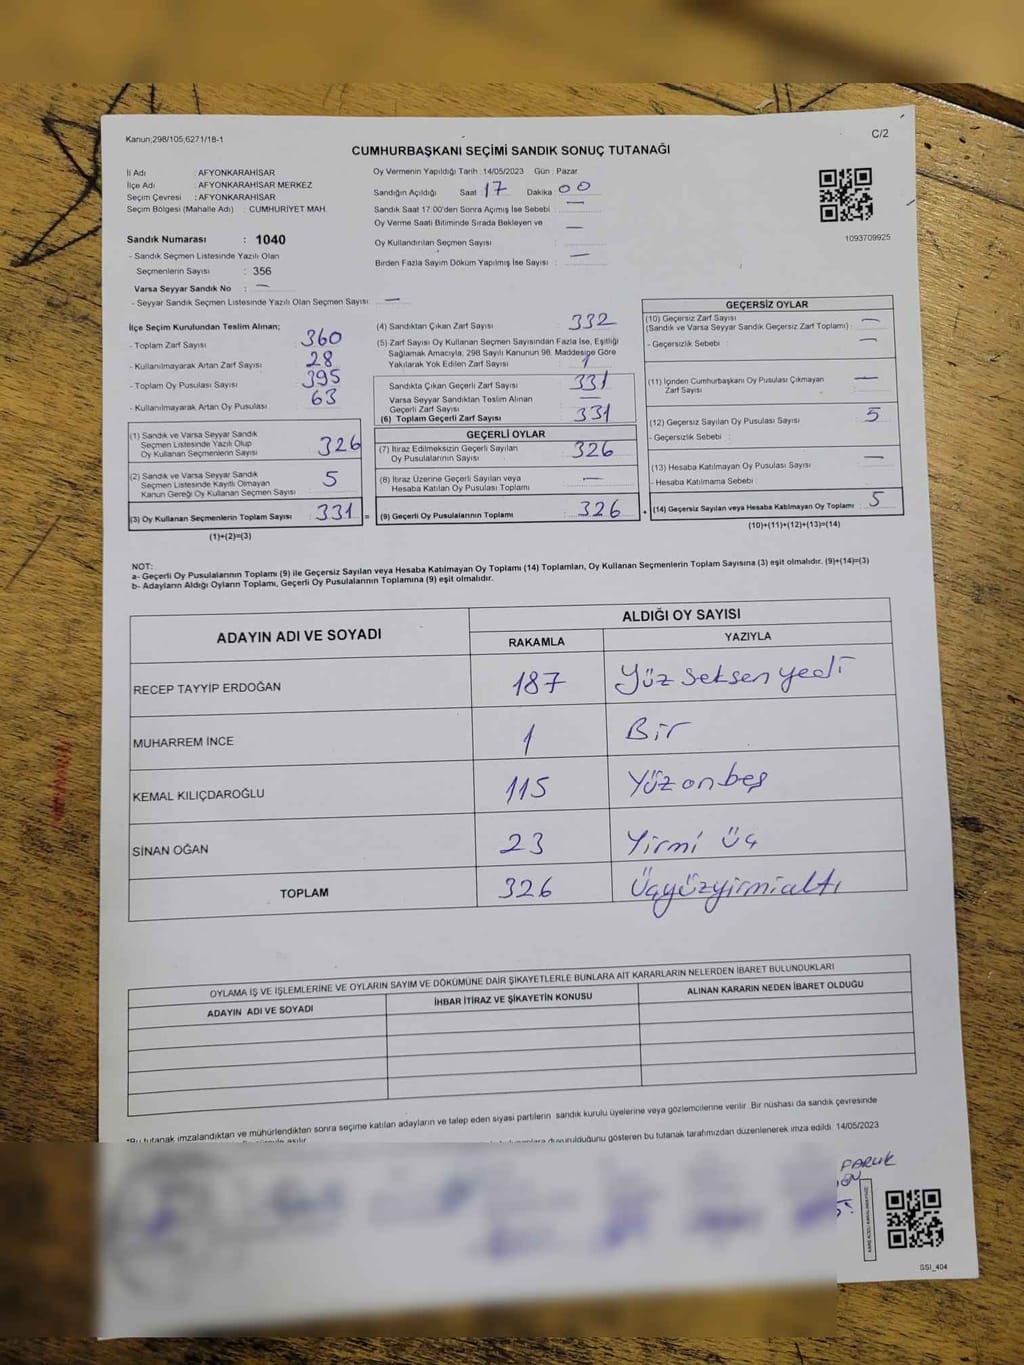 Kanun;298/105,6271/18-1
C/2
CUMHURBAŞKANI SEÇİMİ SANDIK SONUÇ TUTANAĞI
İl Adı : AFYONKARAHİSAR
İlçe Adı : AFYONKARAHİSAR MERKEZ
Seçim Çevresi : AFYONKARAHİSAR
Seçim Bölgesi (Mahalle Adı) : CUMHURİYET MAH.
Sandık Numarası : 1040
- Sandık Seçmen Listesinde Yazılı Olan
Seçmenlerin Sayısı : 356
Varsa Seyyar Sandık No : —
- Seyyar Sandık Seçmen Listesinde Yazılı Olan Seçmen Sayısı : —
Oy Vermenin Yapıldığı Tarih : 14/05/2023 Gün : Pazar
Sandığın Açıldığı Saat : 17 Dakika : 00
Sandık Saat 17:00'den Sonra Açımış İse Sebebi : —
Oy Verme Saati Bitiminde Sırada Bekleyen ve
Oy Kullandırılan Seçmen Sayısı : —
Birden Fazla Sayım Döküm Yapılmış İse Sayısı : —
1093709925
İlçe Seçim Kurulundan Teslim Alınan;
- Toplam Zarf Sayısı : 360
- Kullanılmayarak Artan Zarf Sayısı : 28
- Toplam Oy Pusulası Sayısı : 395
- Kullanılmayarak Artan Oy Pusulası : 63
(1) Sandık ve Varsa Seyyar Sandık
Seçmen Listesinde Yazılı Olup
Oy Kullanan Seçmenlerin Sayısı : 326
(2) Sandık ve Varsa Seyyar Sandık
Seçmen Listesinde Kayıtlı Olmayan
Kanun Gereği Oy Kullanan Seçmen Sayısı : 5
(3) Oy Kullanan Seçmenlerin Toplam Sayısı : 331 =
(1)+(2)=(3)
(4) Sandıktan Çıkan Zarf Sayısı : 332
(5) Zarf Sayısı Oy Kullanan Seçmen Sayısından Fazla İse, Eşitliği
Sağlamak Amacıyla, 298 Sayılı Kanunun 98. Maddesine Göre
Yakılarak Yok Edilen Zarf Sayısı : 1
Sandıkta Çıkan Geçerli Zarf Sayısı : 331
Varsa Seyyar Sandıktan Teslim Alınan
Geçerli Zarf Sayısı : —
(6) Toplam Geçerli Zarf Sayısı : 331
GEÇERLİ OYLAR
(7) İtiraz Edilmeksizin Geçerli Sayılan
Oy Pusulalarının Sayısı : 326
(8) İtiraz Üzerine Geçerli Sayılan veya
Hesaba Katılan Oy Pusulası Toplamı : —
(9) Geçerli Oy Pusulalarının Toplamı : 326 +
GEÇERSİZ OYLAR
(10) Geçersiz Zarf Sayısı
(Sandık ve Varsa Seyyar Sandık Geçersiz Zarf Toplamı) : —
- Geçersizlik Sebebi : —
(11) İçinden Cumhurbaşkanı Oy Pusulası Çıkmayan
Zarf Sayısı : —
(12) Geçersiz Sayılan Oy Pusulası Sayısı : 5
- Geçersizlik Sebebi :
(13) Hesaba Katılmayan Oy Pusulası Sayısı : —
- Hesaba Katılmama Sebebi :
(14) Geçersiz Sayılan veya Hesaba Katılmayan Oy Toplamı : 5
(10)+(11)+(12)+(13)=(14)
NOT:
a- Geçerli Oy Pusulalarının Toplamı (9) ile Geçersiz Sayılan veya Hesaba Katılmayan Oy Toplamı (14) Toplamları, Oy Kullanan Seçmenlerin Toplam Sayısına (3) eşit olmalıdır. (9)+(14)=(3)
b- Adayların Aldığı Oyların Toplamı, Geçerli Oy Pusulalarının Toplamına (9) eşit olmalıdır.
ADAYIN ADI VE SOYADI ALDIĞI OY SAYISI
RAKAMLA YAZIYLA
RECEP TAYYİP ERDOĞAN 187 Yüz seksen yedi
MUHARREM İNCE 1 Bir
KEMAL KILIÇDAROĞLU 115 Yüz on beş
SİNAN OĞAN 23 Yirmi üç
TOPLAM 326 Üçyüzyirmialtı
OYLAMA İŞ VE İŞLEMLERİNE VE OYLARIN SAYIM VE DÖKÜMÜNE DAİR ŞİKAYETLERLE BUNLARA AİT KARARLARIN NELERDEN İBARET BULUNDUKLARI
ADAYIN ADI VE SOYADI İHBAR İTİRAZ VE ŞİKAYETİN KONUSU ALINAN KARARIN NEDEN İBARET OLDUĞU
*Bu tutanak imzalandıktan ve mühürlendikten sonra seçime katılan adayların ve talep eden siyasi partilerin sandık kurulu üyelerine veya gözlemcilerine verilir. Bir nüshası da sandık çevresinde
duyurulduğunu gösteren bu tutanak tarafımızdan düzenlenerek imza edildi. 14/05/2023
FARUK
SSI_404